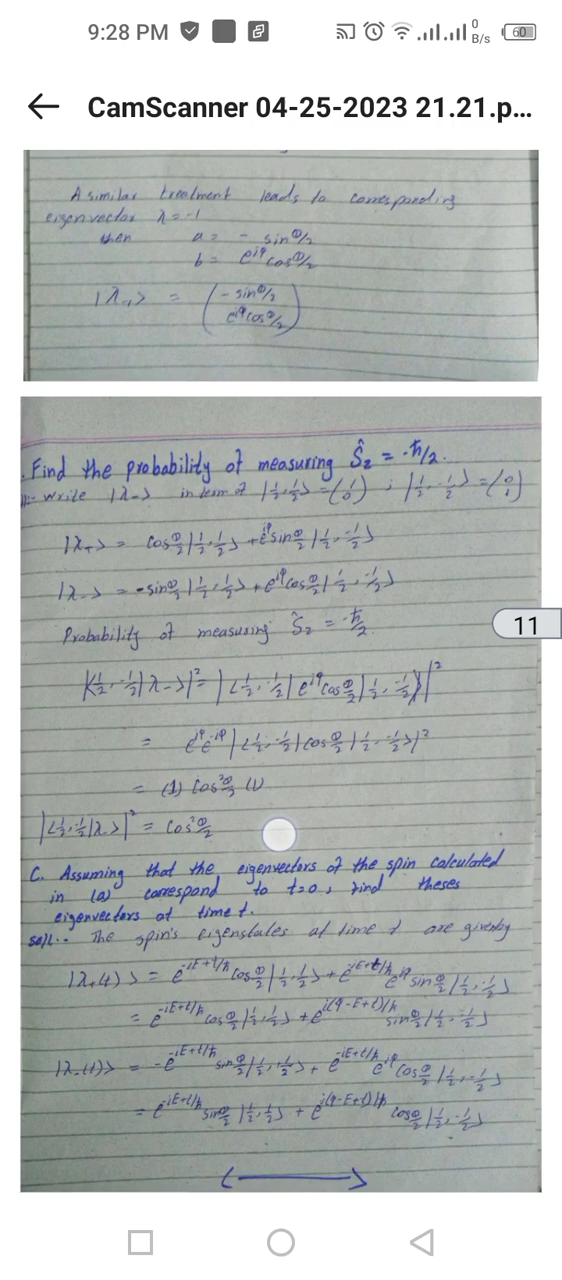 9:28 PM
0 B/s
60
CamScanner 04-25-2023 21.21.p...
A similar treatment leads to corresponding
eigenvector λ = -1
then a = - sin θ/2
b = e^{iφ} cos θ/2
|λ_-> = (- sin θ/2
e^{iφ} cos θ/2)
Find the probability of measuring Ŝz = -ħ/2.
write |λ_-> in term of |1/2, 1/2> = (1 0) ; |1/2, -1/2> = (0 1)
|λ_+> = cos θ/2 |1/2, 1/2> + e^{iφ} sin θ/2 |1/2, -1/2>
|λ_-> = - sin θ/2 |1/2, 1/2> + e^{iφ} cos θ/2 |1/2, -1/2>
Probability of measuring Ŝz = -ħ/2
11
|<1/2, -1/2|λ_->|² = |<1/2, -1/2| e^{iφ} cos θ/2 |1/2, -1/2>|²
= e^{iφ} e^{-iφ} |<1/2, -1/2| cos θ/2 |1/2, -1/2>|²
= (1) cos² θ/2 (1)
|<1/2, -1/2|λ_->|² = cos² θ/2
C. Assuming that the eigenvectors of the spin calculated
in (a) correspond to t=0, find theses
eigenvectors at time t.
soll.. The spin's eigenstates at time t are givenby
|λ+(t)> = e^{-iE+t/ħ} cos θ/2 |1/2, 1/2> + e^{-iE+t/ħ} e^{iφ} sin θ/2 |1/2, -1/2>
= e^{-iE+t/ħ} cos θ/2 |1/2, 1/2> + e^{i(φ-E+t)/ħ} sin θ/2 |1/2, -1/2>
|λ_-(t)> = -e^{-iE+t/ħ} sin θ/2 |1/2, 1/2> + e^{-iE+t/ħ} e^{iφ} cos θ/2 |1/2, -1/2>
= e^{-iE+t/ħ} sin θ/2 |1/2, 1/2> + e^{i(φ-E+t)/ħ} cos θ/2 |1/2, -1/2>